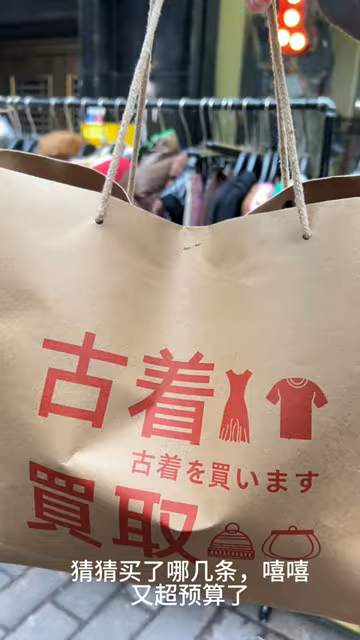 古着
古着を買います
買取
猜猜买了哪几条，嘻嘻
又超预算了